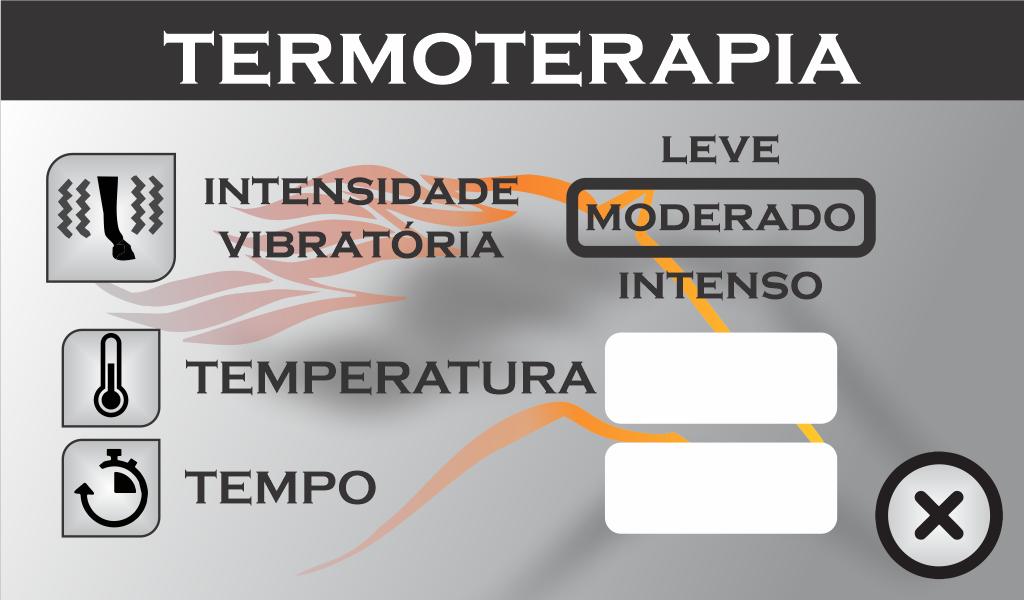 TERMOTERAPIA
INTENSIDADE
VIBRATÓRIA
LEVE
MODERADO
INTENSO
TEMPERATURA
TEMPO